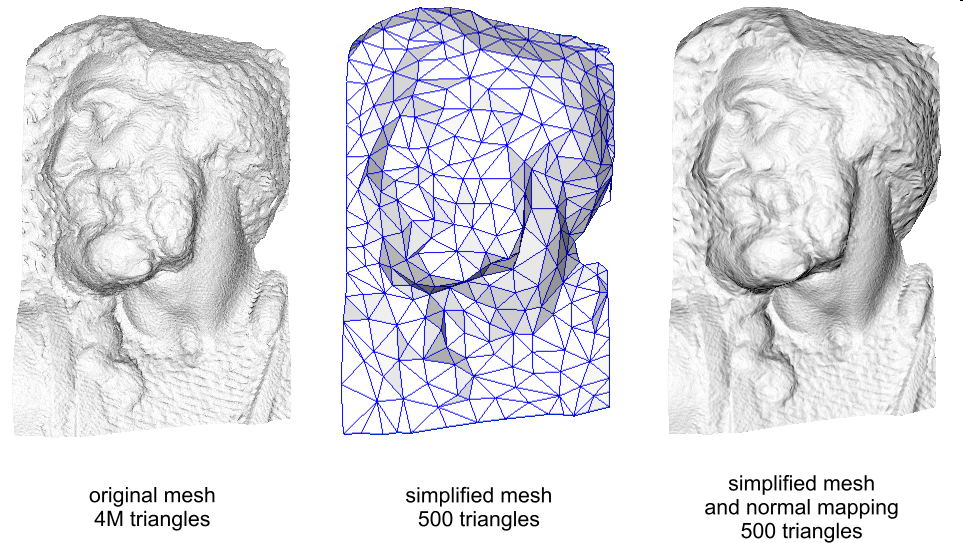 original mesh
4M triangles
simplified mesh
500 triangles
simplified mesh
and normal mapping
500 triangles